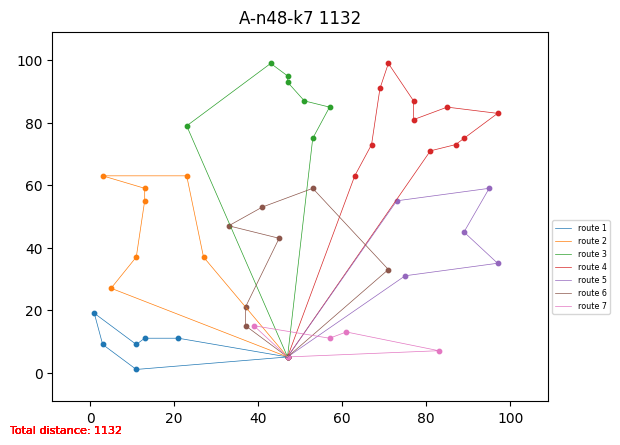 A-n48-k7 1132
100
80
60
40
20
0
0 20 40 60 80 100
route 1
route 2
route 3
route 4
route 5
route 6
route 7
Total distance: 1132